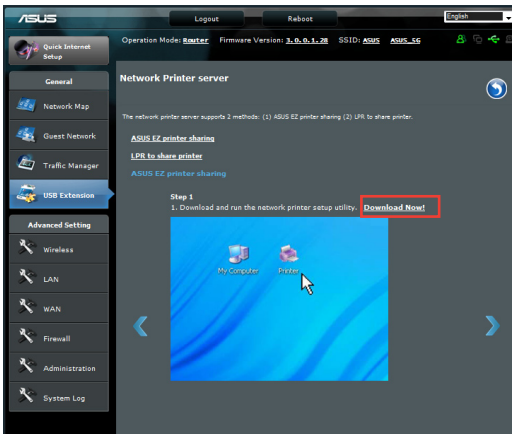 ASUS
Logout
Reboot
English
Quick Internet
Setup
Operation Mode: Router Firmware Version: 3.0.0.1.28 SSID: ASUS ASUS_5G
General
Network Map
Guest Network
Traffic Manager
USB Extension
Advanced Setting
Wireless
LAN
WAN
Firewall
Administration
System Log
Network Printer server
The network printer server supports 2 methods: (1) ASUS EZ printer sharing (2) LPR to share printer.
ASUS EZ printer sharing
LPR to share printer
ASUS EZ printer sharing
Step 1
1. Download and run the network printer setup utility. Download Now!
My Computer
Printer